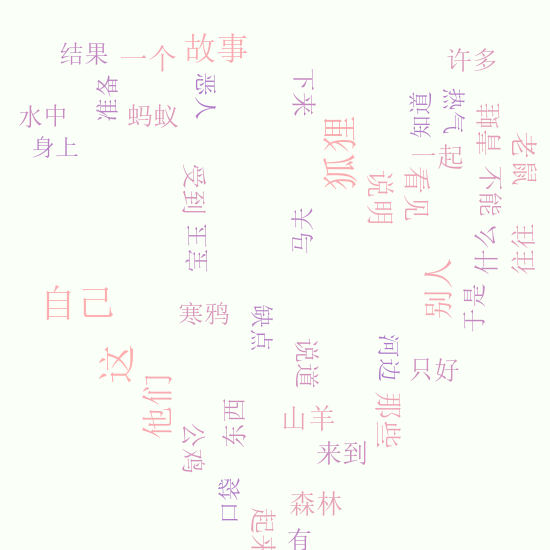 结果
一个
故事
许多
准备
恶人
下来
水中
蚂蚁
身上
知道
热气
狐狸
一起
老鼠
受到
说明
看见
不能
国王
马夫
什么
往往
自己
寒鸦
缺点
别人
于是
这
他们
说道
河边
只好
东西
山羊
那些
公鸡
来到
口袋
森林
起来
有